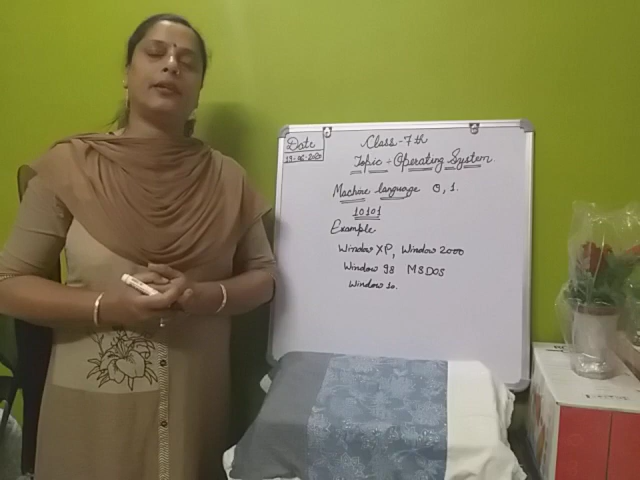 Date
Class - 7th
Topic ÷ Operating System
Machine language 0, 1.
10101
Example
Window XP, Window 2000
Window 98 MSDOS
Window 10.